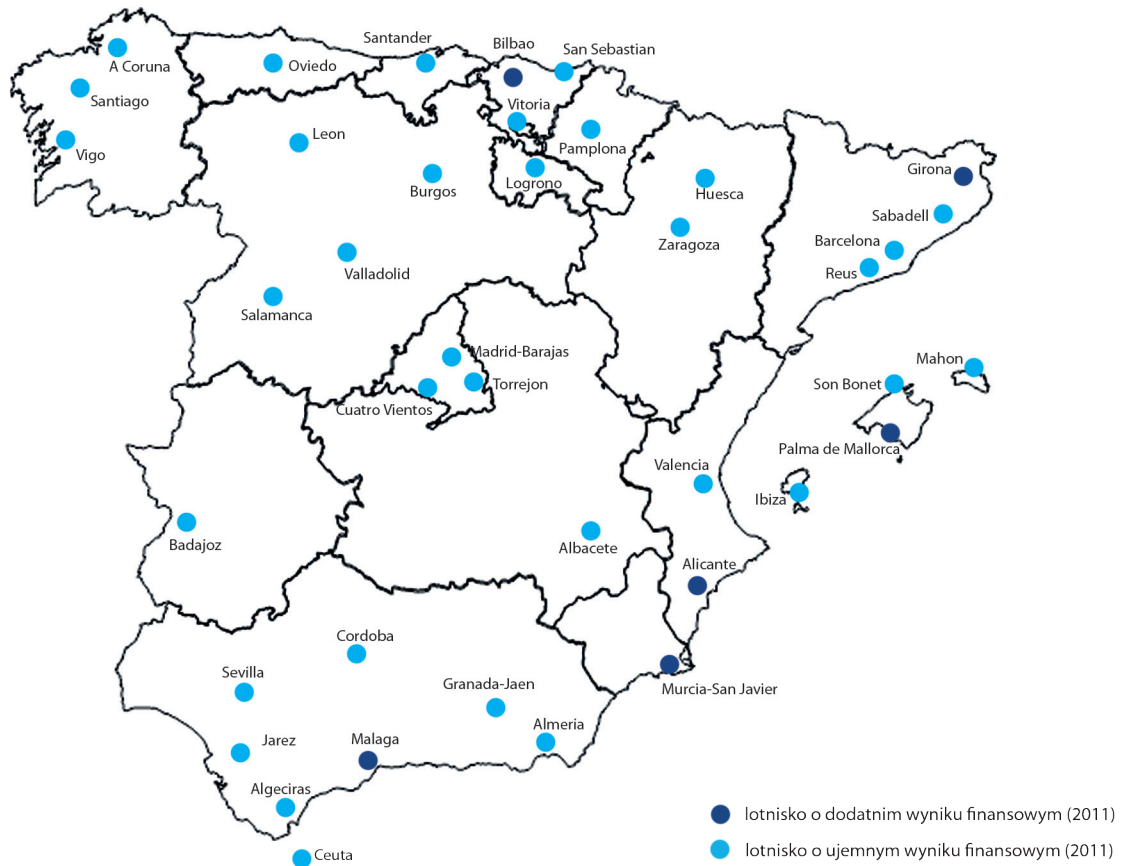 Santander
Bilbao
San Sebastian
A Coruna
Oviedo
Santiago
Vitoria
Leon
Vigo
Pamplona
Burgos
Logrono
Huesca
Girona
Sabadell
Zaragoza
Barcelona
Valladolid
Reus
Salamanca
Madrid-Barajas
Mahon
Torrejon
Son Bonet
Cuatro Vientos
Palma de Mallorca
Valencia
Ibiza
Badajoz
Albacete
Alicante
Cordoba
Sevilla
Granada-Jaen
Murcia-San Javier
Almeria
Jarez
Malaga
Algeciras
Ceuta
lotnisko o dodatnim wyniku finansowym (2011)
lotnisko o ujemnym wyniku finansowym (2011)